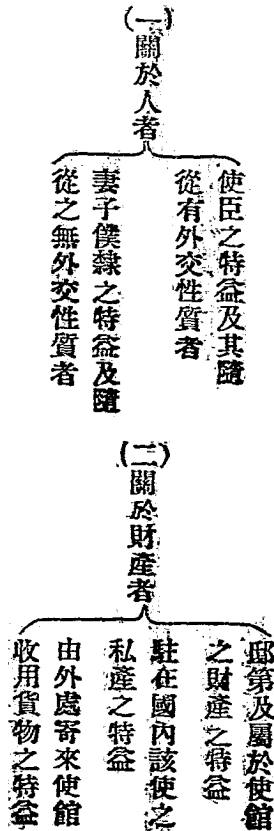 (一)關於人者
使臣之特益及其隨
從有外交性質者
妻子僕隸之特益及隨
從之無外交性質者
(二)關於財產者
邸第及屬於使館
之財產之特益
駐在國內該使之
私產之特益
由外處寄來使館
收用貨物之特益